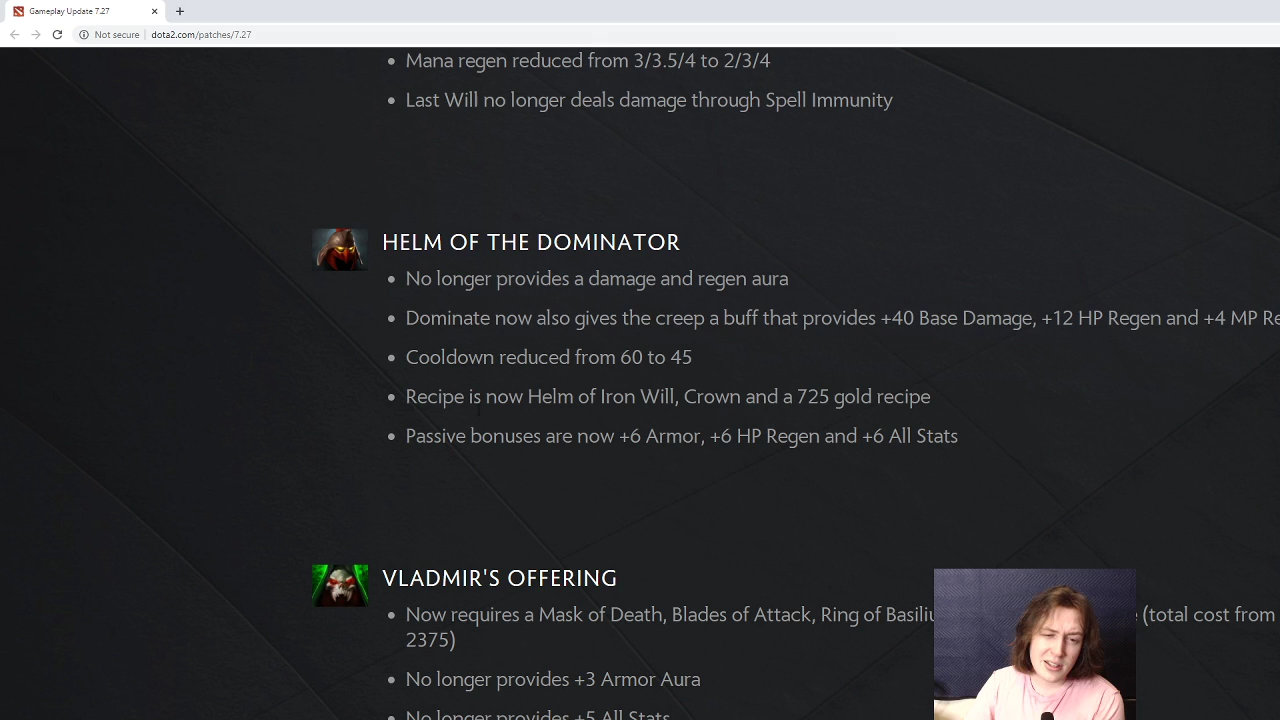 Gameplay Update 7.27
Not secure | dota2.com/patches/7.27
Mana regen reduced from 3/3.5/4 to 2/3/4
Last Will no longer deals damage through Spell Immunity
HELM OF THE DOMINATOR
No longer provides a damage and regen aura
Dominate now also gives the creep a buff that provides +40 Base Damage, +12 HP Regen and +4 MP Re
Cooldown reduced from 60 to 45
Recipe is now Helm of Iron Will, Crown and a 725 gold recipe
Passive bonuses are now +6 Armor, +6 HP Regen and +6 All Stats
VLADMIR'S OFFERING
Now requires a Mask of Death, Blades of Attack, Ring of Basiliu (total cost from
2375)
No longer provides +3 Armor Aura
No longer provides +5 All Stats